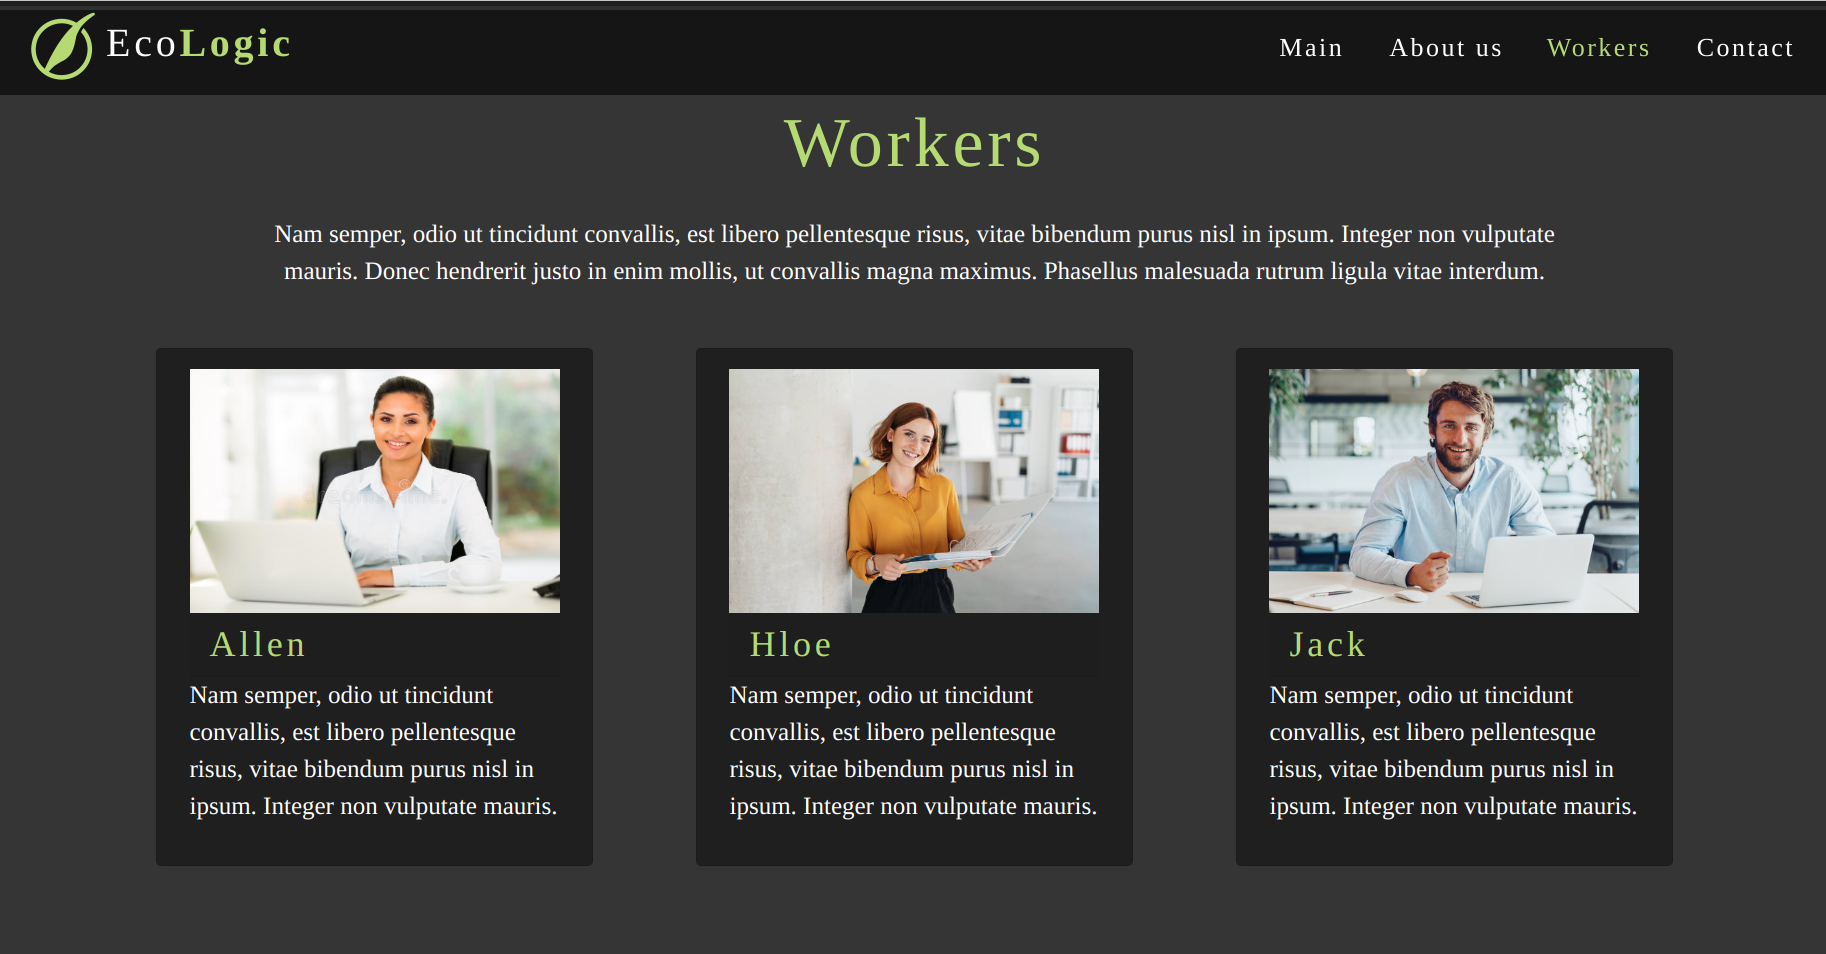 EcoLogic
Main
About us
Workers
Contact
Workers
Nam semper, odio ut tincidunt convallis, est libero pellentesque risus, vitae bibendum purus nisl in ipsum. Integer non vulputate
mauris. Donec hendrerit justo in enim mollis, ut convallis magna maximus. Phasellus malesuada rutrum ligula vitae interdum.
Allen
Nam semper, odio ut tincidunt
convallis, est libero pellentesque
risus, vitae bibendum purus nisl in
ipsum. Integer non vulputate mauris.
Hloe
Nam semper, odio ut tincidunt
convallis, est libero pellentesque
risus, vitae bibendum purus nisl in
ipsum. Integer non vulputate mauris.
Jack
Nam semper, odio ut tincidunt
convallis, est libero pellentesque
risus, vitae bibendum purus nisl in
ipsum. Integer non vulputate mauris.